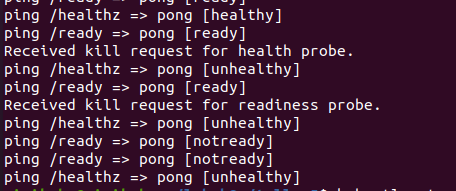 ping /ready => pong [ready]
ping /healthz => pong [healthy]
ping /ready => pong [ready]
Received kill request for health probe.
ping /healthz => pong [unhealthy]
ping /ready => pong [ready]
Received kill request for readiness probe.
ping /healthz => pong [unhealthy]
ping /ready => pong [notready]
ping /ready => pong [notready]
ping /healthz => pong [unhealthy]